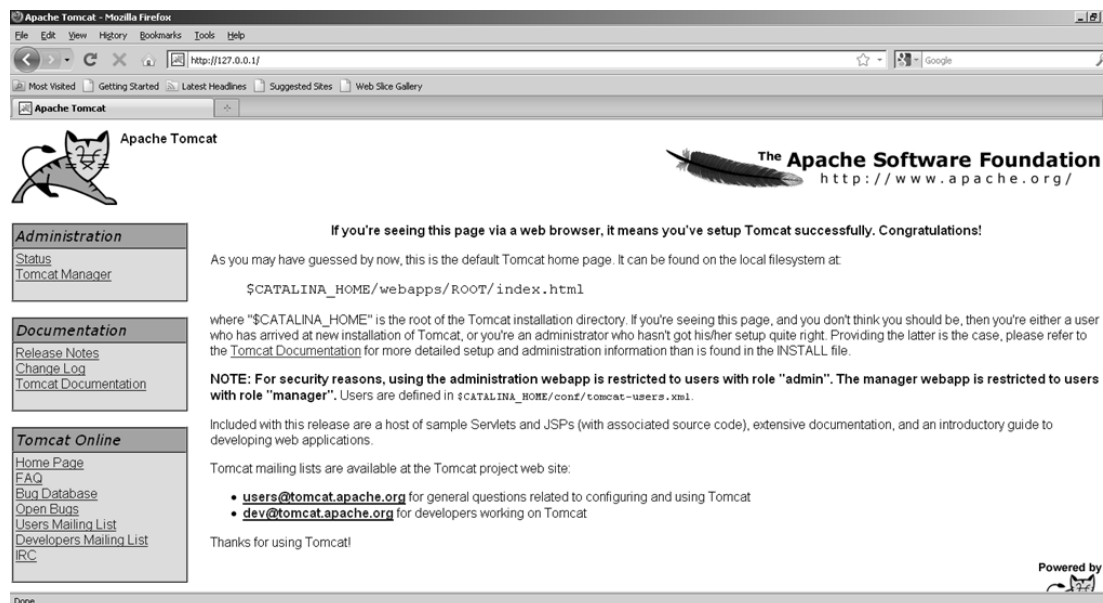 Apache Tomcat - Mozilla Firefox
File Edit View History Bookmarks Tools Help
http://127.0.0.1/
Google
Most Visited Getting Started Latest Headlines Suggested Sites Web Slice Gallery
Apache Tomcat
Apache Tomcat
The Apache Software Foundation
http://www.apache.org/
Administration
Status
Tomcat Manager
Documentation
Release Notes
Change Log
Tomcat Documentation
Tomcat Online
Home Page
FAQ
Bug Database
Open Bugs
Users Mailing List
Developers Mailing List
IRC
If you're seeing this page via a web browser, it means you've setup Tomcat successfully. Congratulations!
As you may have guessed by now, this is the default Tomcat home page. It can be found on the local filesystem at:
$CATALINA_HOME/webapps/ROOT/index.html
where "$CATALINA_HOME" is the root of the Tomcat installation directory. If you're seeing this page, and you don't think you should be, then you're either a user
who has arrived at new installation of Tomcat, or you're an administrator who hasn't got his/her setup quite right. Providing the latter is the case, please refer to
the Tomcat Documentation for more detailed setup and administration information than is found in the INSTALL file.
NOTE: For security reasons, using the administration webapp is restricted to users with role "admin". The manager webapp is restricted to users
with role "manager". Users are defined in $CATALINA_HOME/conf/tomcat-users.xml.
Included with this release are a host of sample Servlets and JSPs (with associated source code), extensive documentation, and an introductory guide to
developing web applications.
Tomcat mailing lists are available at the Tomcat project web site:
• users@tomcat.apache.org for general questions related to configuring and using Tomcat
• dev@tomcat.apache.org for developers working on Tomcat
Thanks for using Tomcat!
Powered by
Done